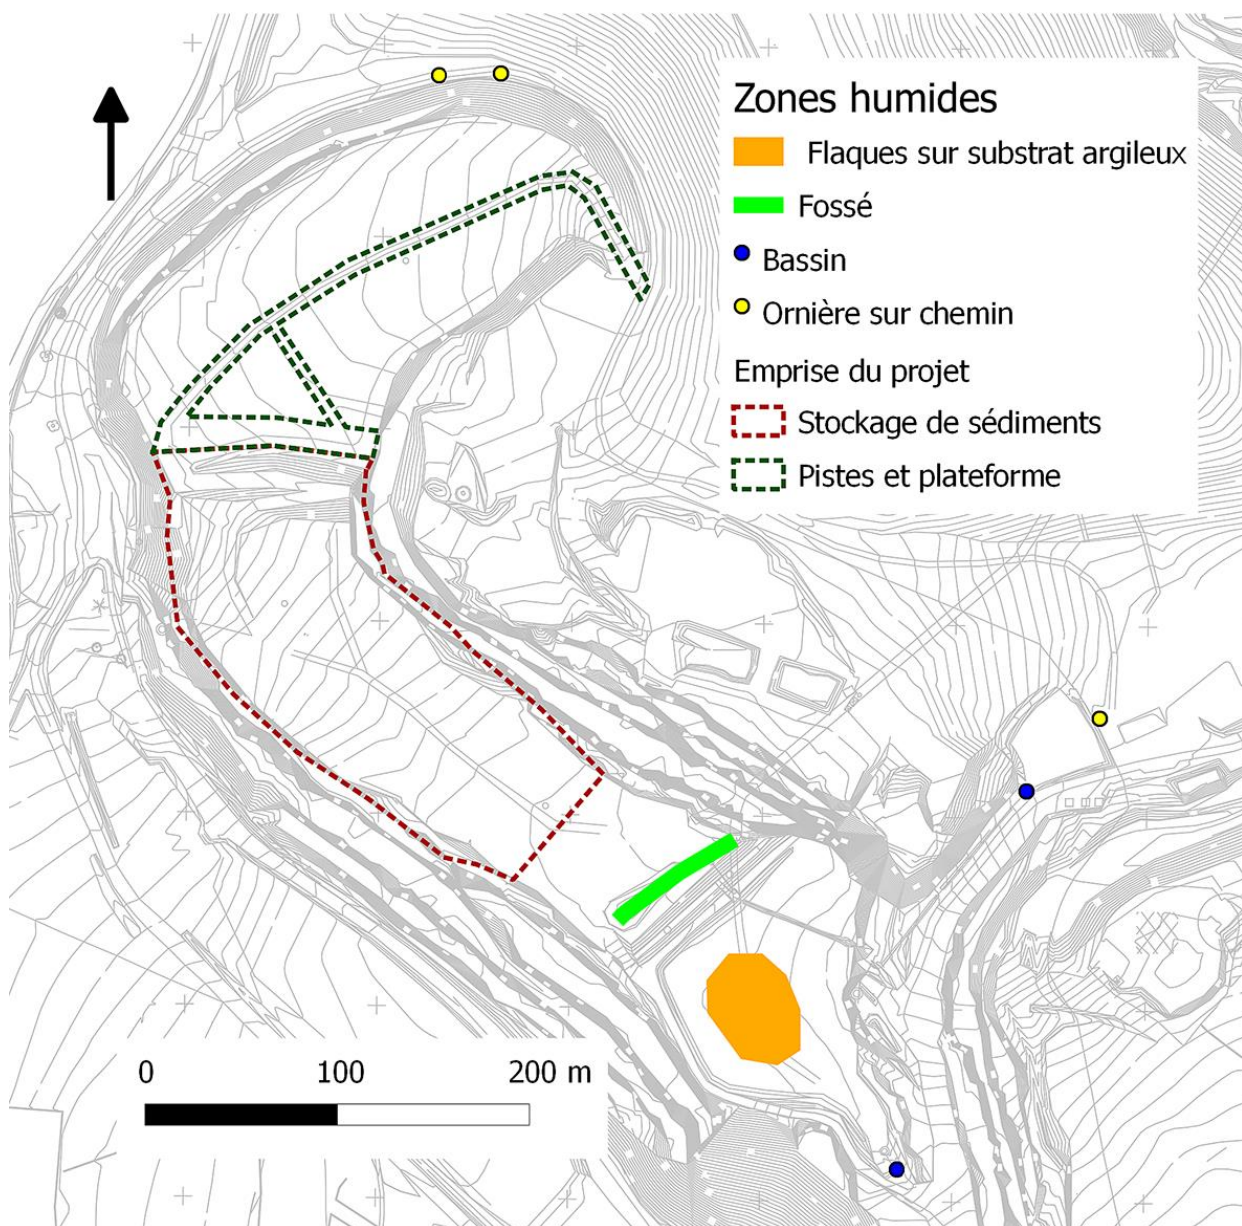 Zones humides
Flaques sur substrat argileux
Fossé
Bassin
Ornière sur chemin
Emprise du projet
Stockage de sédiments
Pistes et plateforme
0 100 200 m